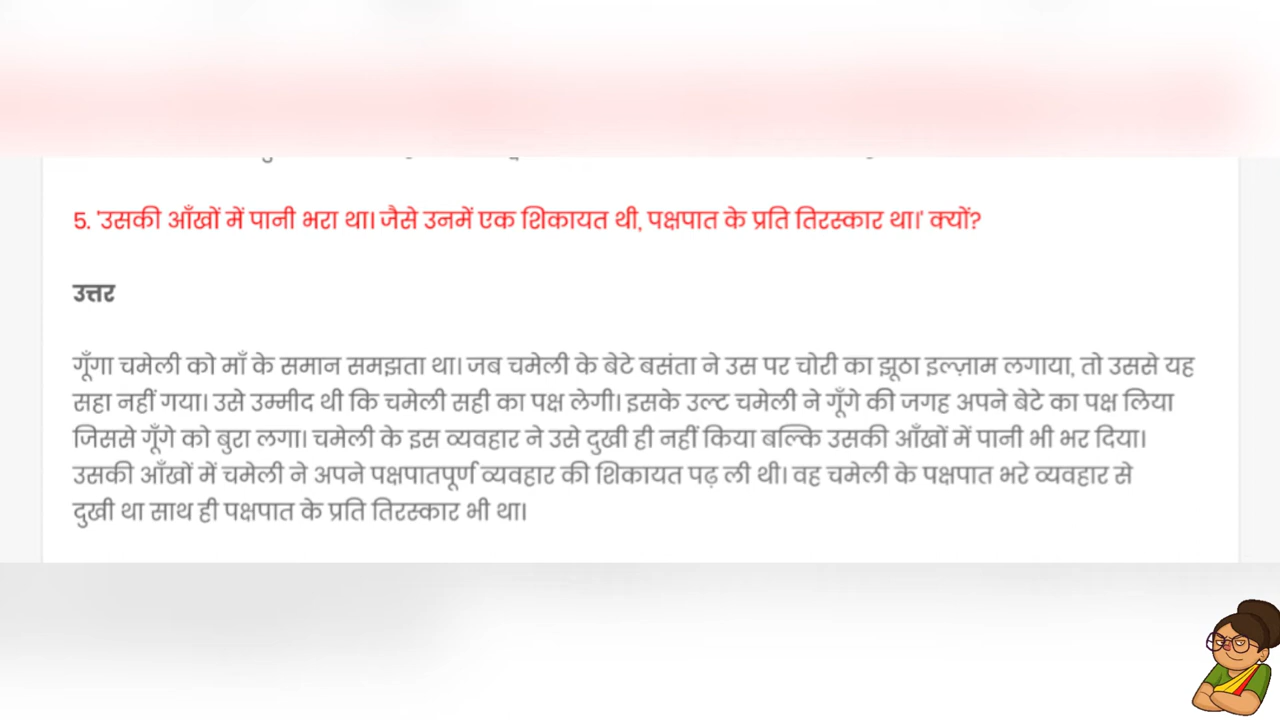 5. 'उसकी आँखों में पानी भरा था। जैसे उनमें एक शिकायत थी, पक्षपात के प्रति तिरस्कार था।' क्यों?
उत्तर
गूँगा चमेली को माँ के समान समझता था। जब चमेली के बेटे बसंता ने उस पर चोरी का झूठा इल्ज़ाम लगाया, तो उससे यह
सहा नहीं गया। उसे उम्मीद थी कि चमेली सही का पक्ष लेगी। इसके उल्ट चमेली ने गूँगे की जगह अपने बेटे का पक्ष लिया
जिससे गूँगे को बुरा लगा। चमेली के इस व्यवहार ने उसे दुखी ही नहीं किया बल्कि उसकी आँखों में पानी भी भर दिया।
उसकी आँखों में चमेली ने अपने पक्षपातपूर्ण व्यवहार की शिकायत पढ़ ली थी। वह चमेली के पक्षपात भरे व्यवहार से
दुखी था साथ ही पक्षपात के प्रति तिरस्कार भी था।